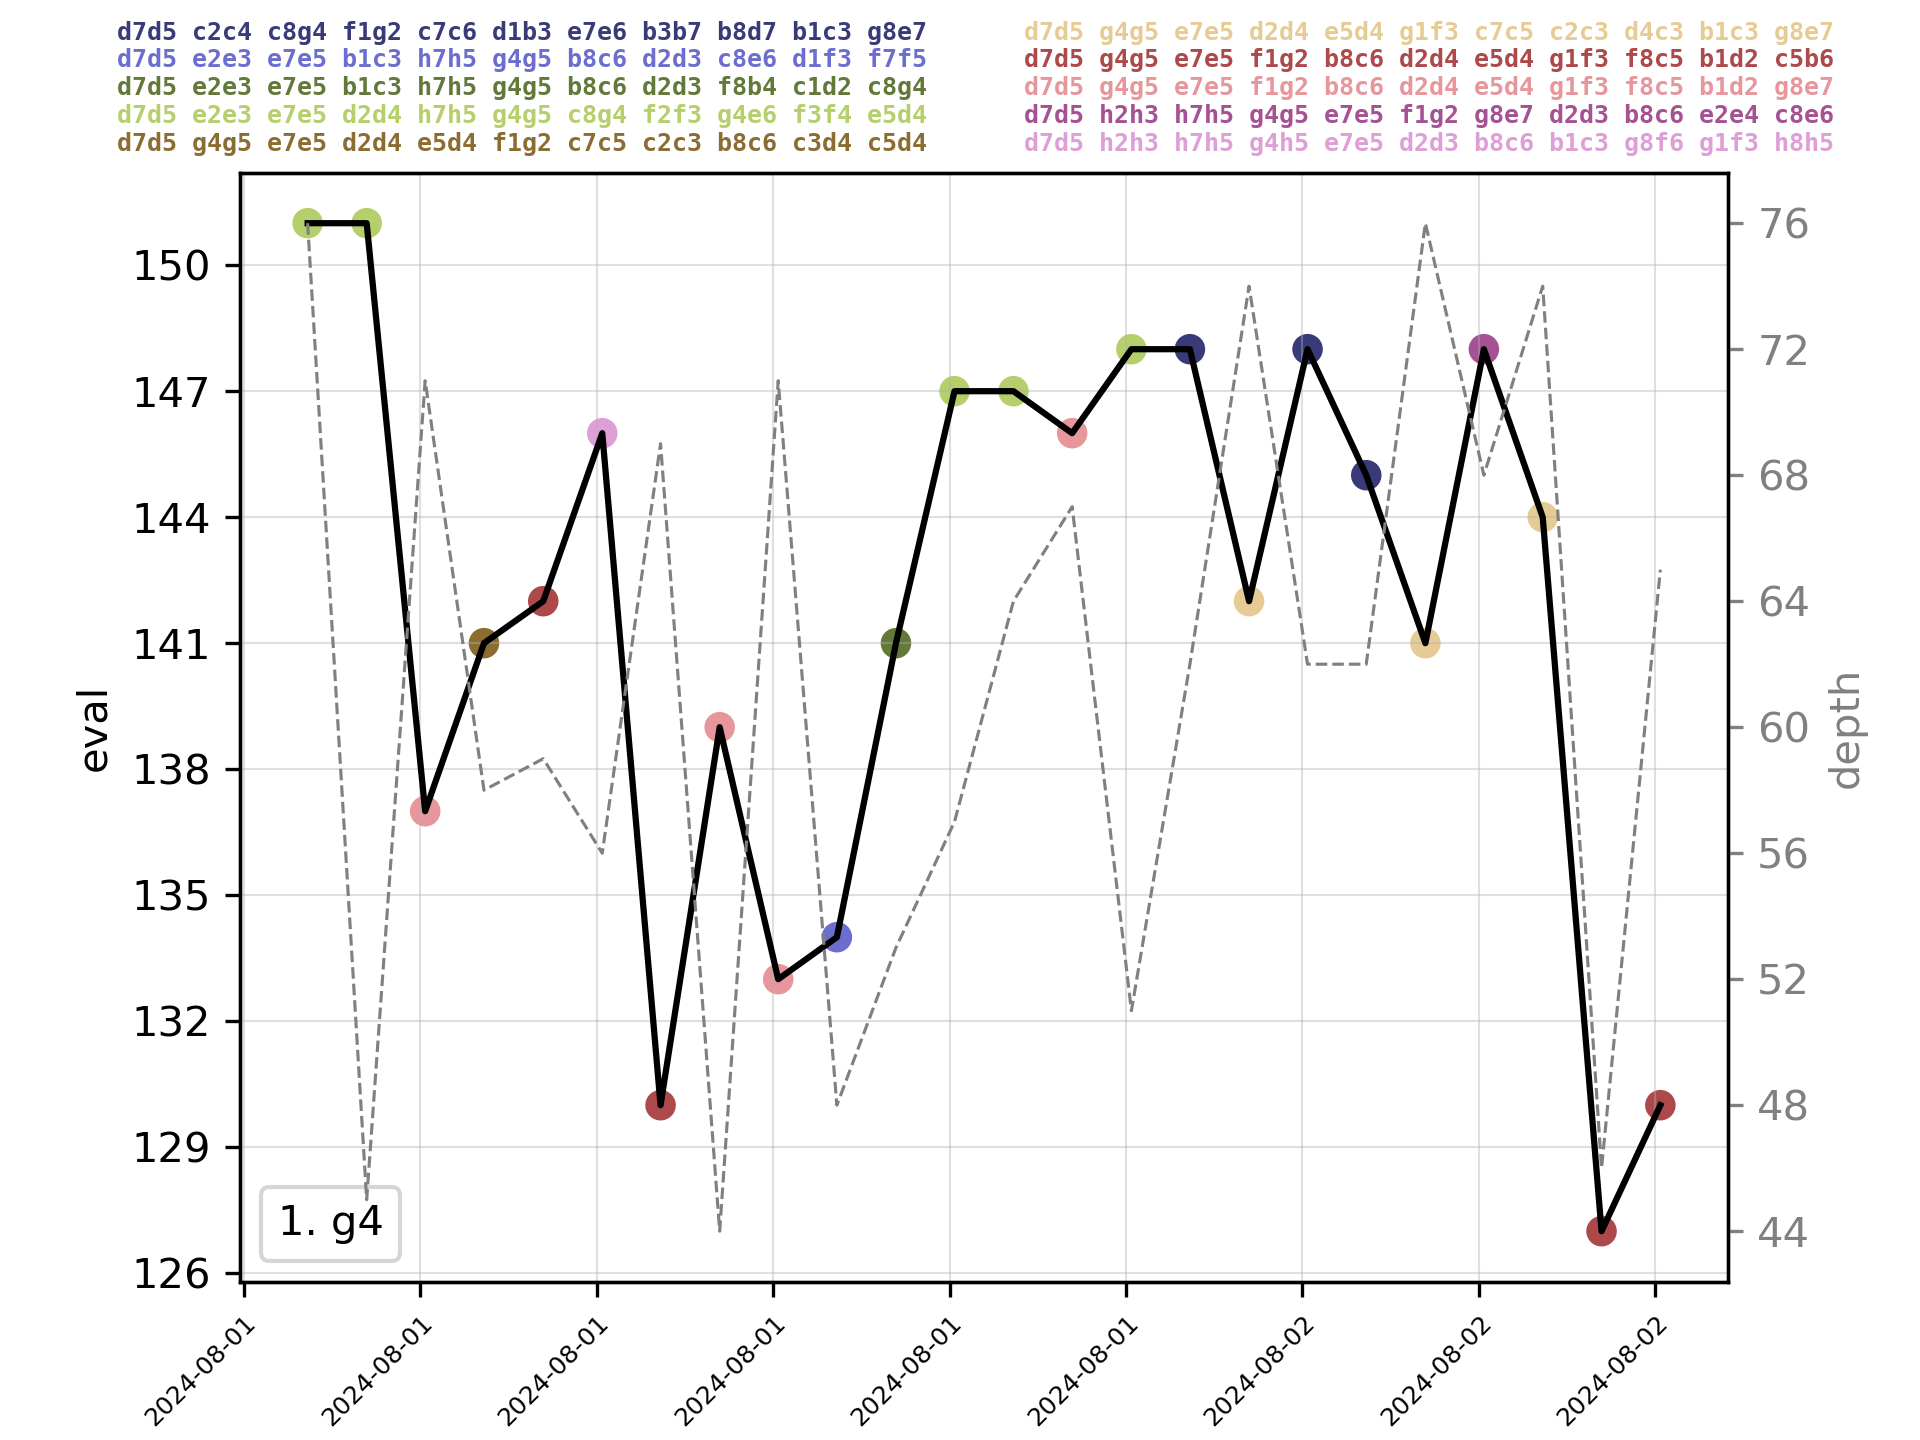 d7d5 c2c4 c8g4 f1g2 c7c6 d1b3 e7e6 b3b7 b8d7 b1c3 g8e7
d7d5 e2e3 e7e5 b1c3 h7h5 g4g5 b8c6 d2d3 c8e6 d1f3 f7f5
d7d5 e2e3 e7e5 b1c3 h7h5 g4g5 b8c6 d2d3 f8b4 c1d2 c8g4
d7d5 e2e3 e7e5 d2d4 h7h5 g4g5 c8g4 f2f3 g4e6 f3f4 e5d4
d7d5 g4g5 e7e5 d2d4 e5d4 f1g2 c7c5 c2c3 b8c6 c3d4 c5d4
d7d5 g4g5 e7e5 d2d4 e5d4 g1f3 c7c5 c2c3 d4c3 b1c3 g8e7
d7d5 g4g5 e7e5 f1g2 b8c6 d2d4 e5d4 g1f3 f8c5 b1d2 c5b6
d7d5 g4g5 e7e5 f1g2 b8c6 d2d4 e5d4 g1f3 f8c5 b1d2 g8e7
d7d5 h2h3 h7h5 g4g5 e7e5 f1g2 g8e7 d2d3 b8c6 e2e4 c8e6
d7d5 h2h3 h7h5 g4h5 e7e5 d2d3 b8c6 b1c3 g8f6 g1f3 h8h5
eval
150
147
144
141
138
135
132
129
126
76
72
68
64
60
56
52
48
44
depth
1. g4
2024-08-01
2024-08-01
2024-08-01
2024-08-01
2024-08-01
2024-08-01
2024-08-02
2024-08-02
2024-08-02